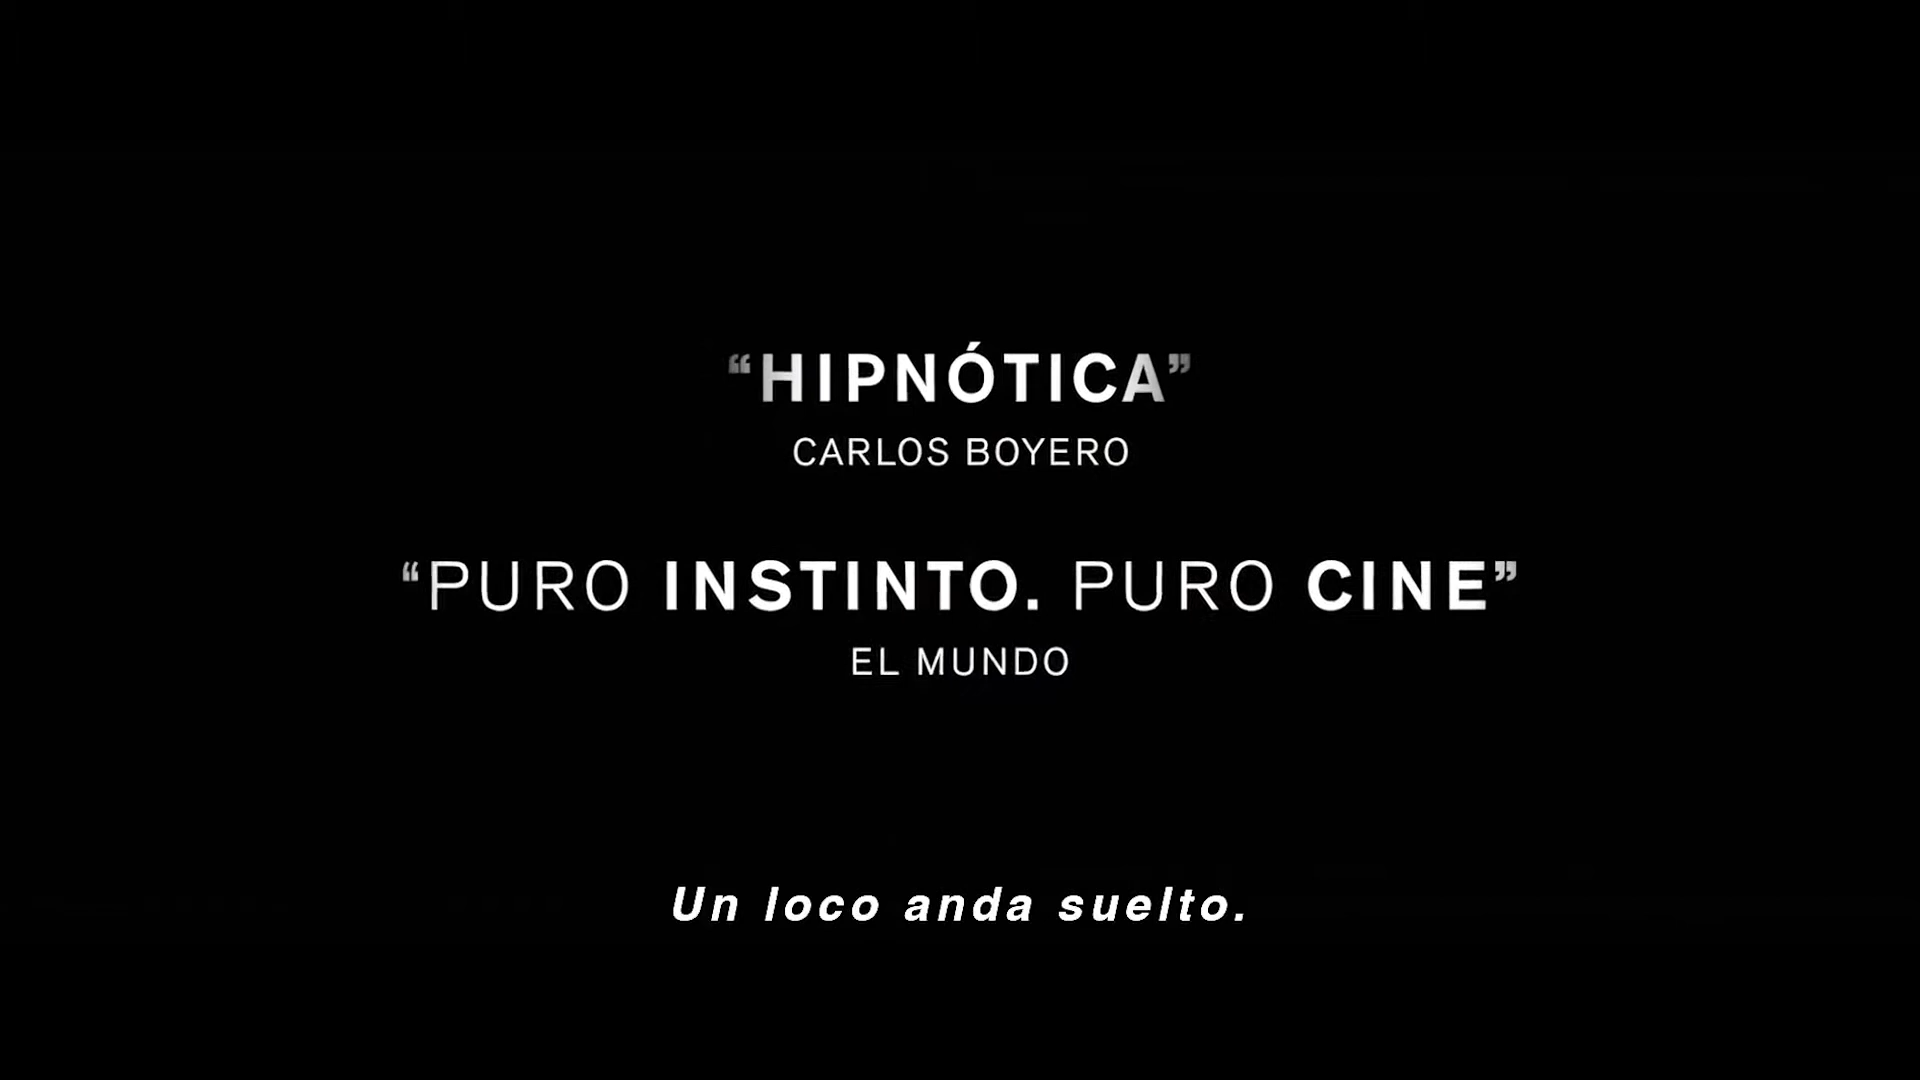 “HIPNÓTICA”
CARLOS BOYERO
“PURO INSTINTO. PURO CINE”
EL MUNDO
Un loco anda suelto.